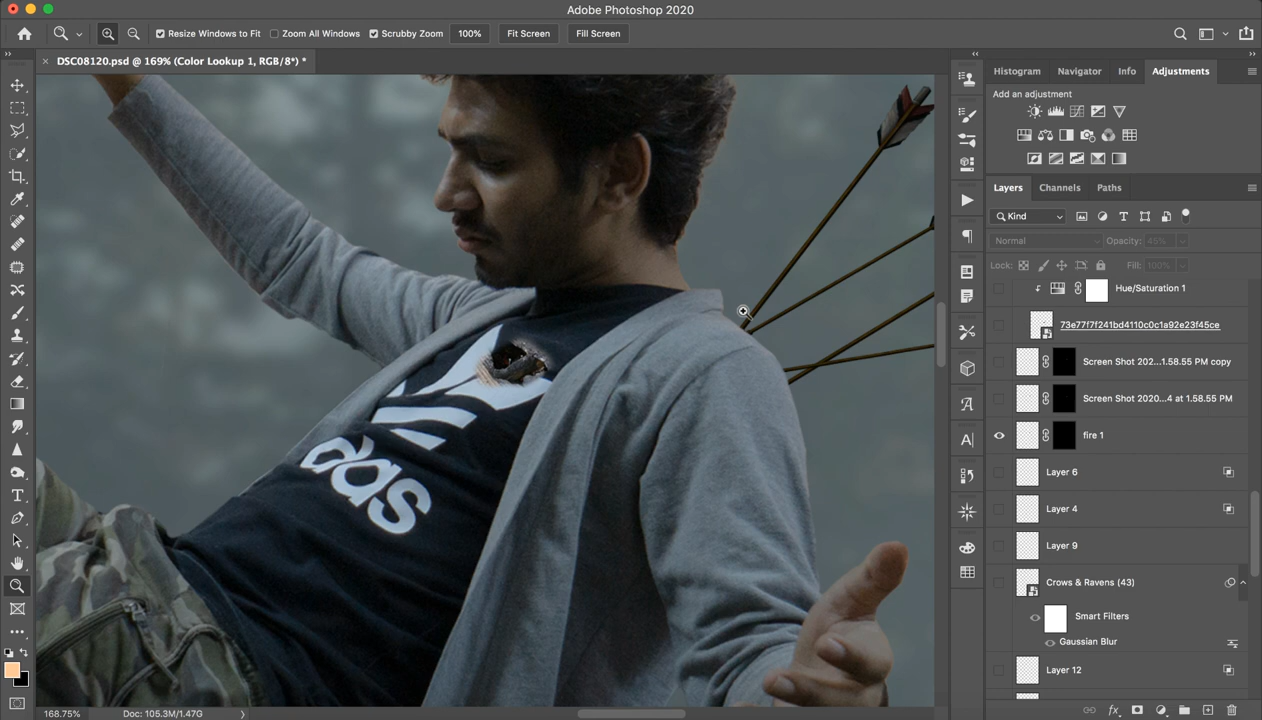 Adobe Photoshop 2020
Resize Windows to Fit Zoom All Windows Scrubby Zoom 100% Fit Screen Fill Screen
DSC08120.psd @ 169% (Color Lookup 1, RGB/8*) *
Histogram Navigator Info Adjustments
Add an adjustment
Layers Channels Paths
Kind
Normal Opacity: 45%
Lock: Fill: 100%
Hue/Saturation 1
73e77f7f241bd4110c0c1a92e23f45ce
Screen Shot 202...1.58.55 PM copy
Screen Shot 2020...4 at 1.58.55 PM
fire 1
Layer 6
Layer 4
Layer 9
Crows & Ravens (43)
Smart Filters
Gaussian Blur
Layer 12
das
168.75% Doc: 105.3M/1.47G